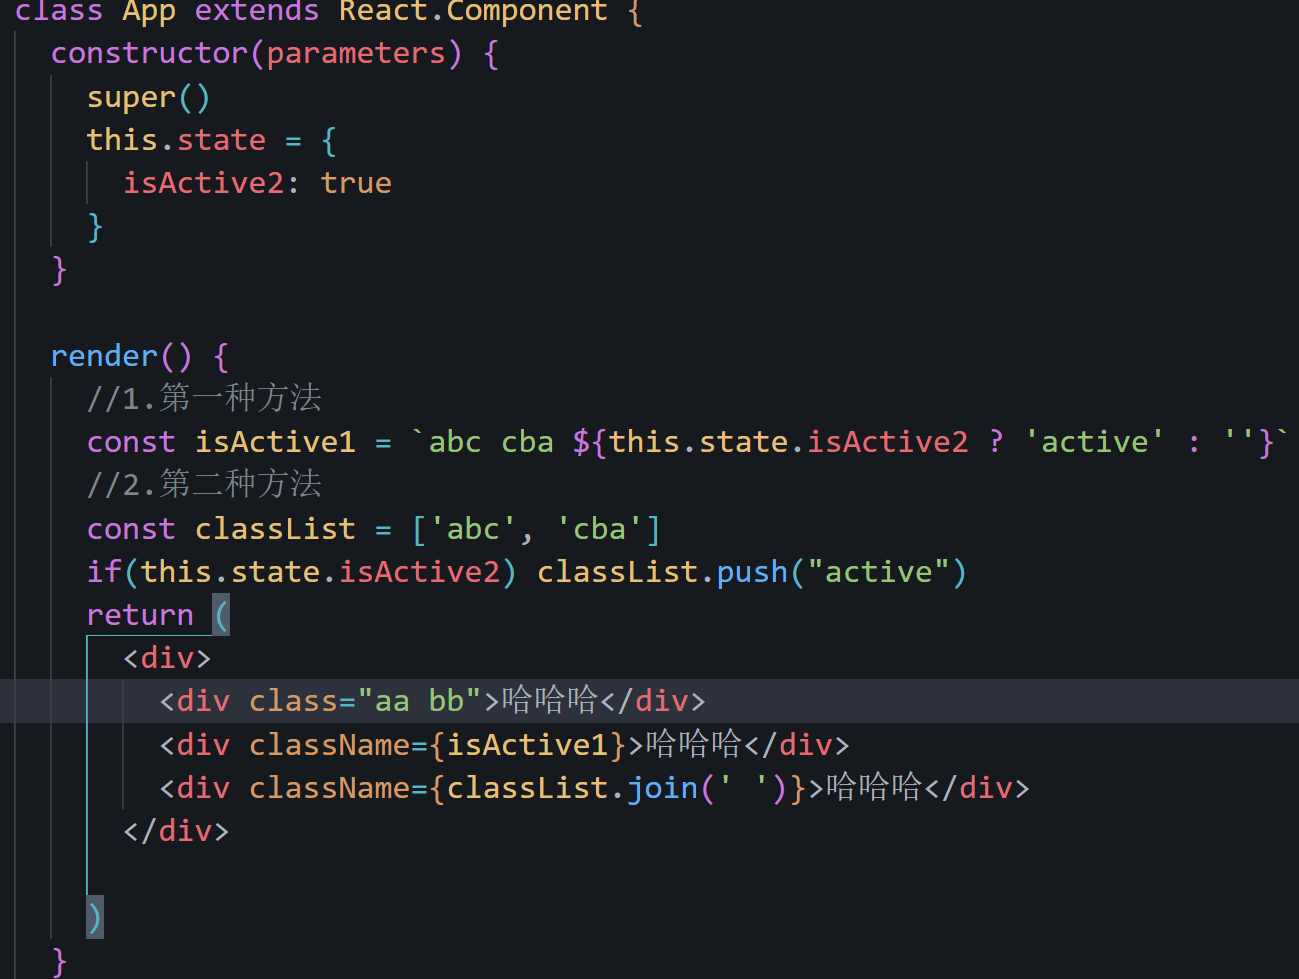 class App extends React.Component {
constructor(parameters) {
super()
this.state = {
isActive2: true
}
}
render() {
//1.第一种方法
const isActive1 = `abc cba ${this.state.isActive2 ? 'active' : ''}`
//2.第二种方法
const classList = ['abc', 'cba']
if(this.state.isActive2) classList.push("active")
return (
<div>
<div class="aa bb">哈哈哈</div>
<div className={isActive1}>哈哈哈</div>
<div className={classList.join(' ')}>哈哈哈</div>
</div>
)
}